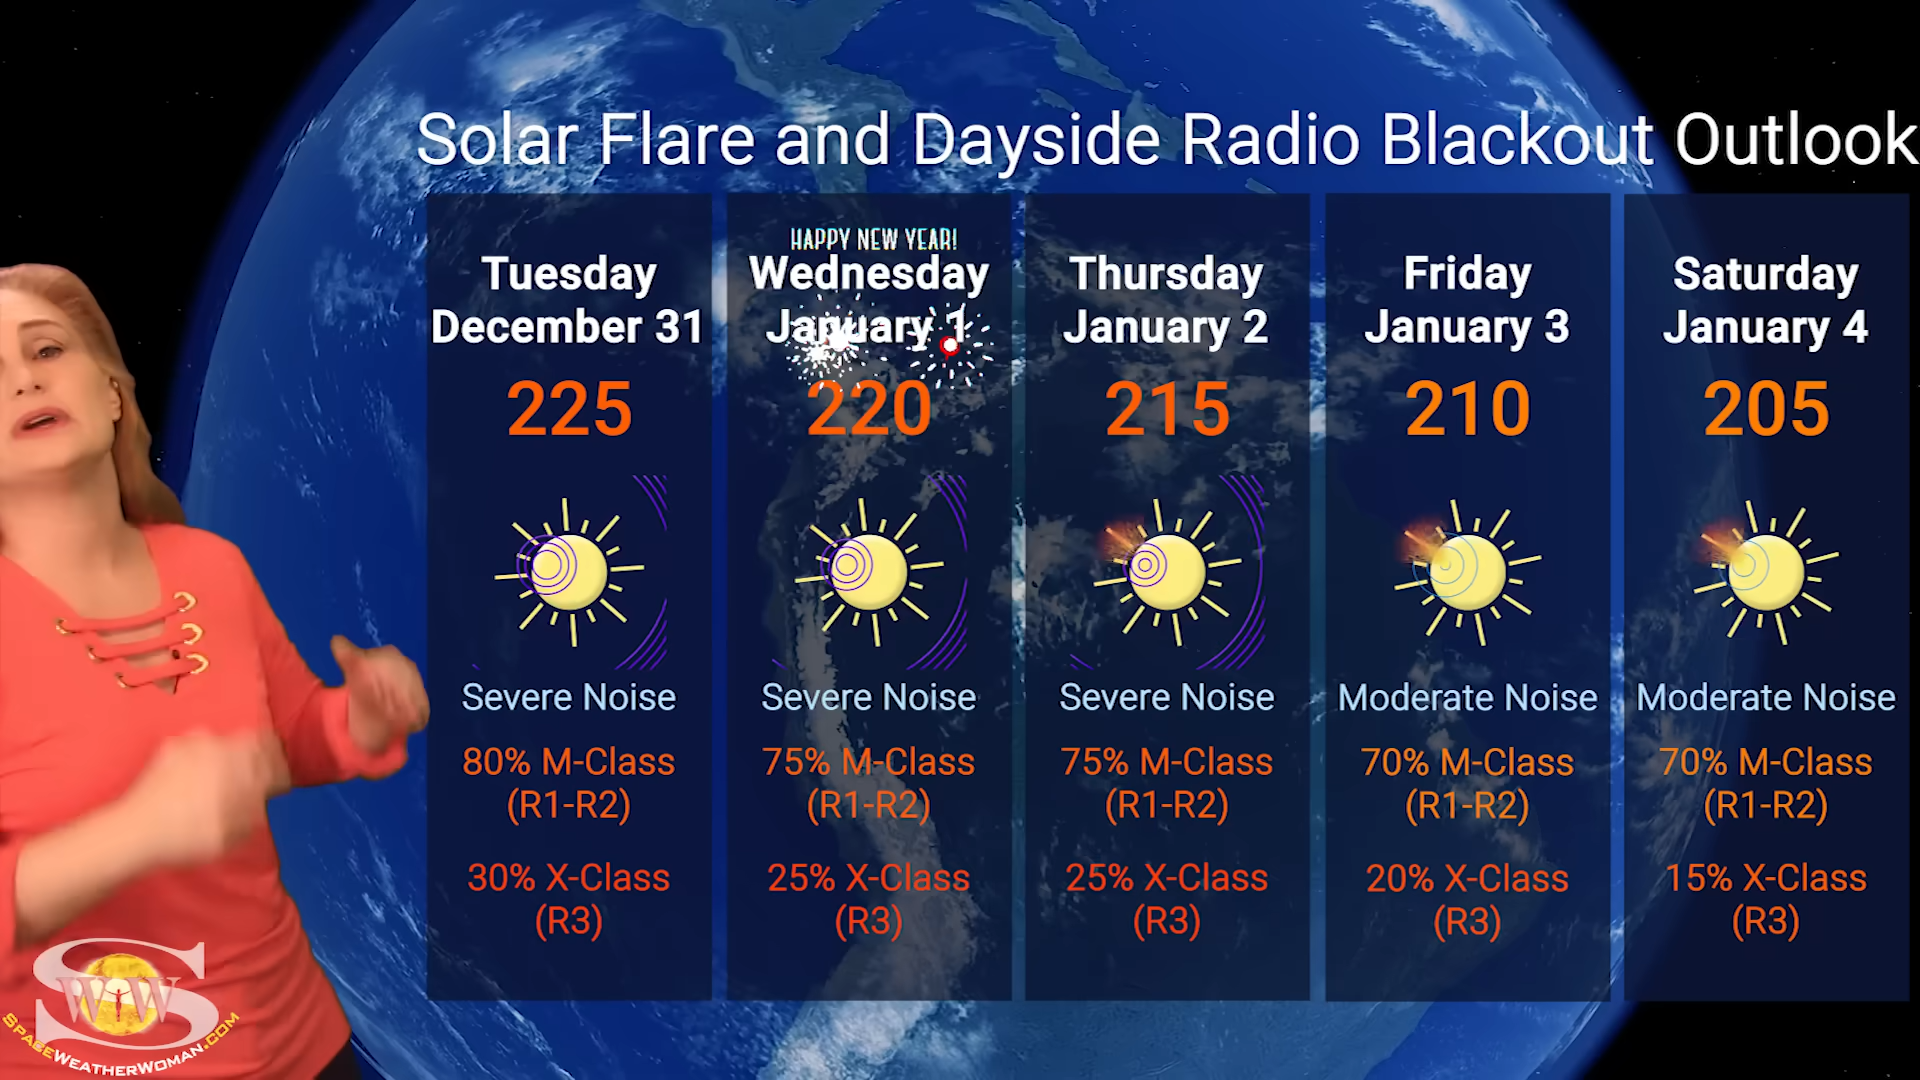 Solar Flare and Dayside Radio Blackout Outlook
Tuesday
December 31
225
Severe Noise
80% M-Class
(R1-R2)
30% X-Class
(R3)
HAPPY NEW YEAR!
Wednesday
January 1
220
Severe Noise
75% M-Class
(R1-R2)
25% X-Class
(R3)
Thursday
January 2
215
Severe Noise
75% M-Class
(R1-R2)
25% X-Class
(R3)
Friday
January 3
210
Moderate Noise
70% M-Class
(R1-R2)
20% X-Class
(R3)
Saturday
January 4
205
Moderate Noise
70% M-Class
(R1-R2)
15% X-Class
(R3)
SWW
SPACEWEATHERWOMAN.COM